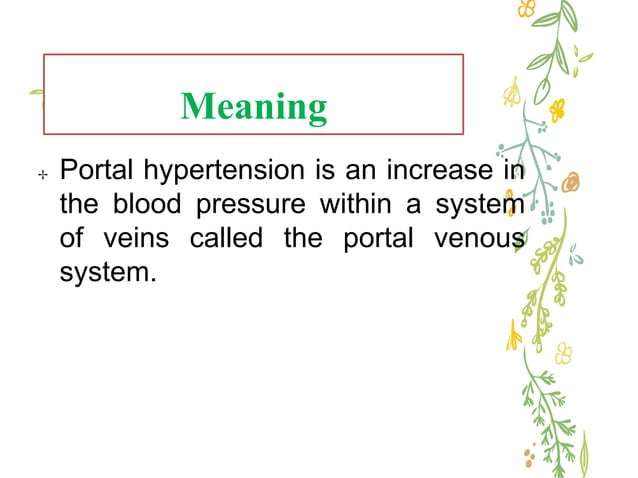 Meaning
Portal hypertension is an increase in
the blood pressure within a system
of veins called the portal venous
system.